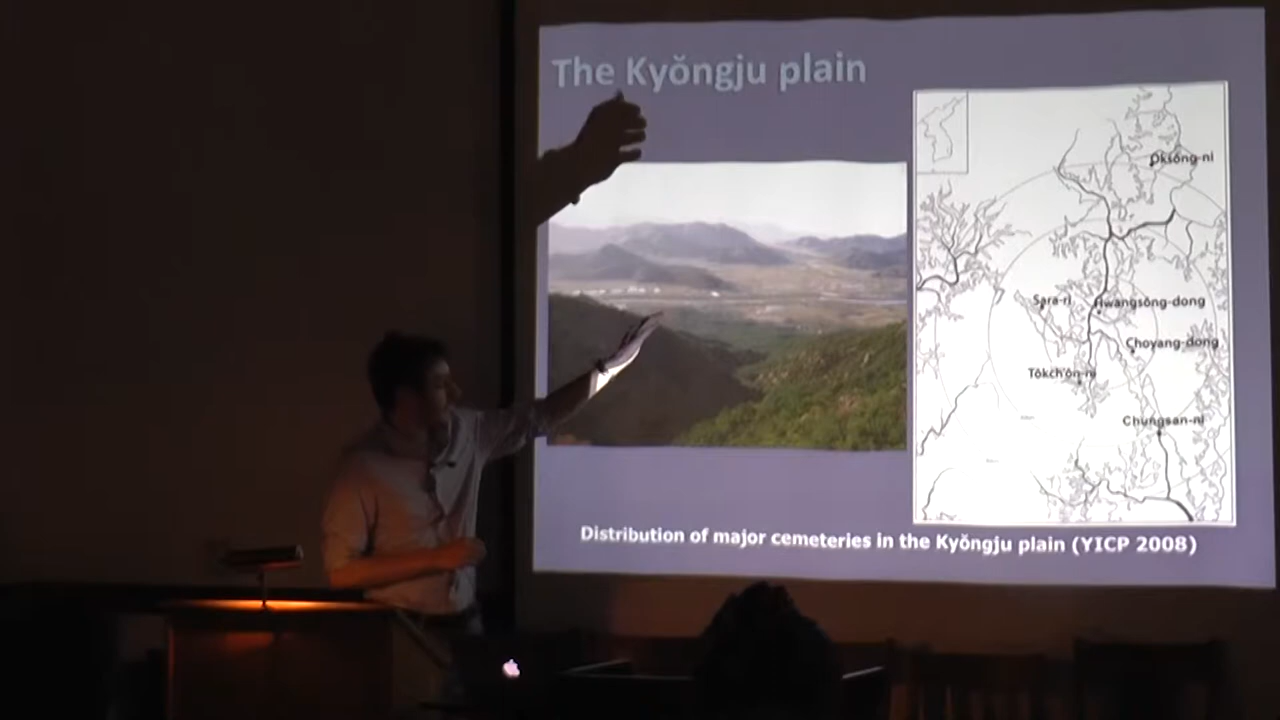 The Kyŏngju plain
Oksŏng-ni
Sara-ri
Hwangsŏng-dong
Choyang-dong
Tŏkch'ŏn-ni
Chungsan-ni
Distribution of major cemeteries in the Kyŏngju plain (YICP 2008)